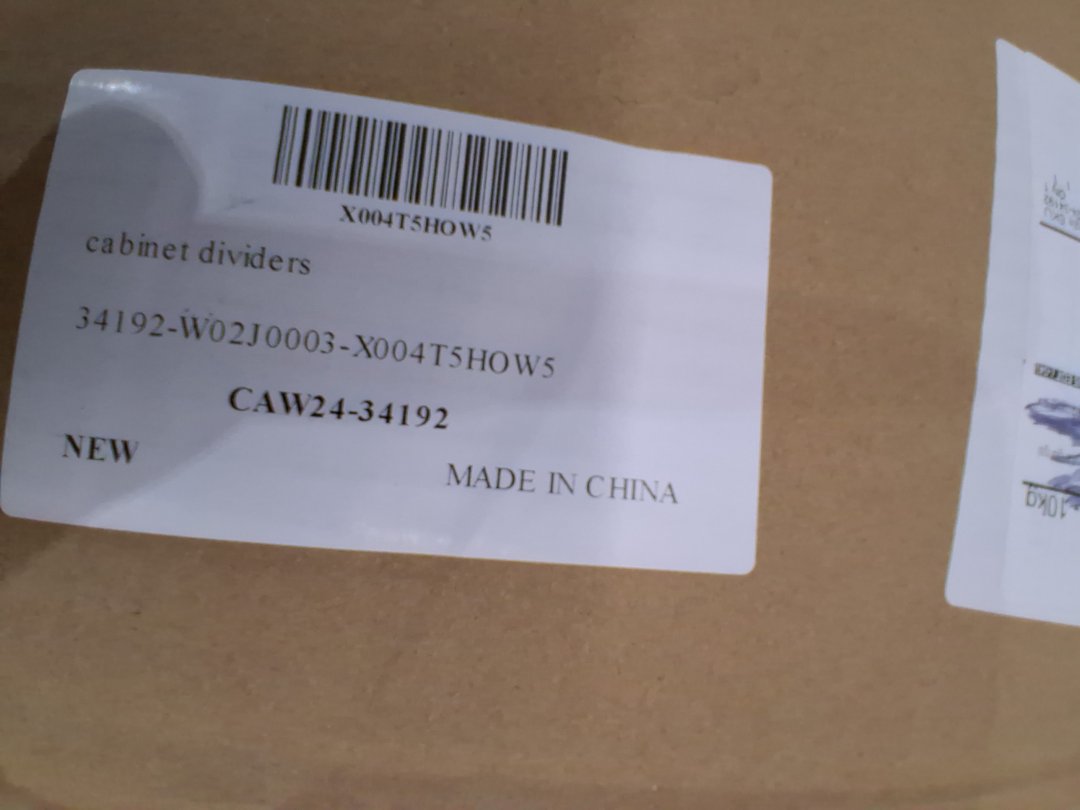 X004T5HOW5
cabinet dividers
34192-W02J0003-X004T5HOW5
CAW24-34192
NEW
MADE IN CHINA
10kg